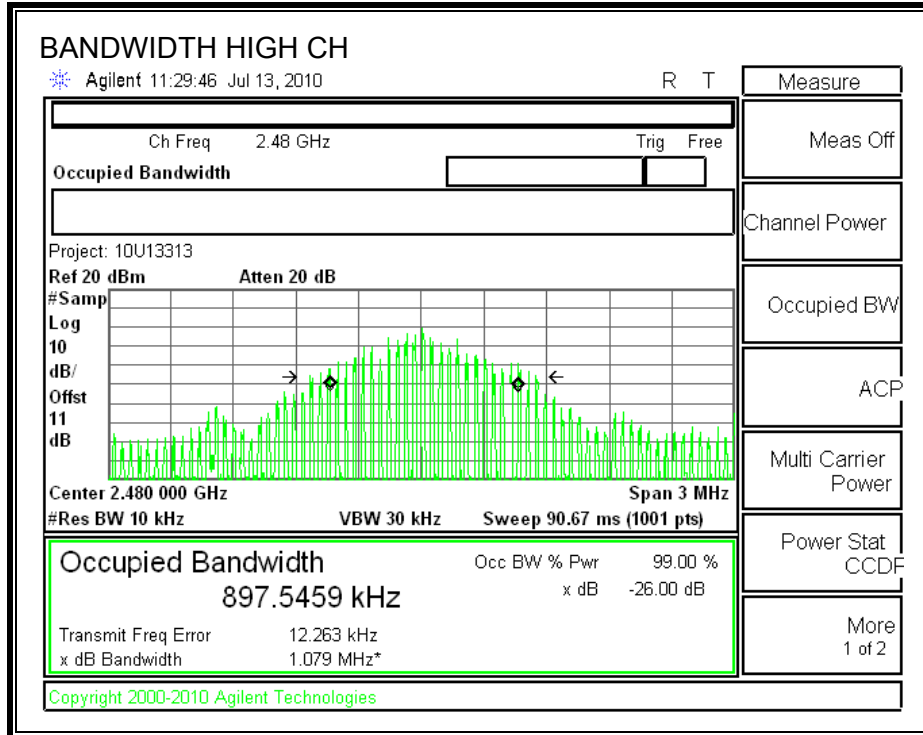 BANDWIDTH HIGH CH
Agilent 11:29:46 Jul 13, 2010 R T
Measure
Ch Freq 2.48 GHz Trig Free
Meas Off
Occupied Bandwidth
Channel Power
Project: 10U13313
Ref 20 dBm Atten 20 dB
#Samp
Log
10
dB/
Offst
11
dB
Occupied BW
ACP
Center 2.480 000 GHz Span 3 MHz
#Res BW 10 kHz VBW 30 kHz Sweep 90.67 ms (1001 pts)
Multi Carrier
Power
Occupied Bandwidth Occ BW % Pwr 99.00 %
897.5459 kHz x dB -26.00 dB
Power Stat
CCDF
Transmit Freq Error 12.263 kHz
x dB Bandwidth 1.079 MHz*
More
1 of 2
Copyright 2000-2010 Agilent Technologies